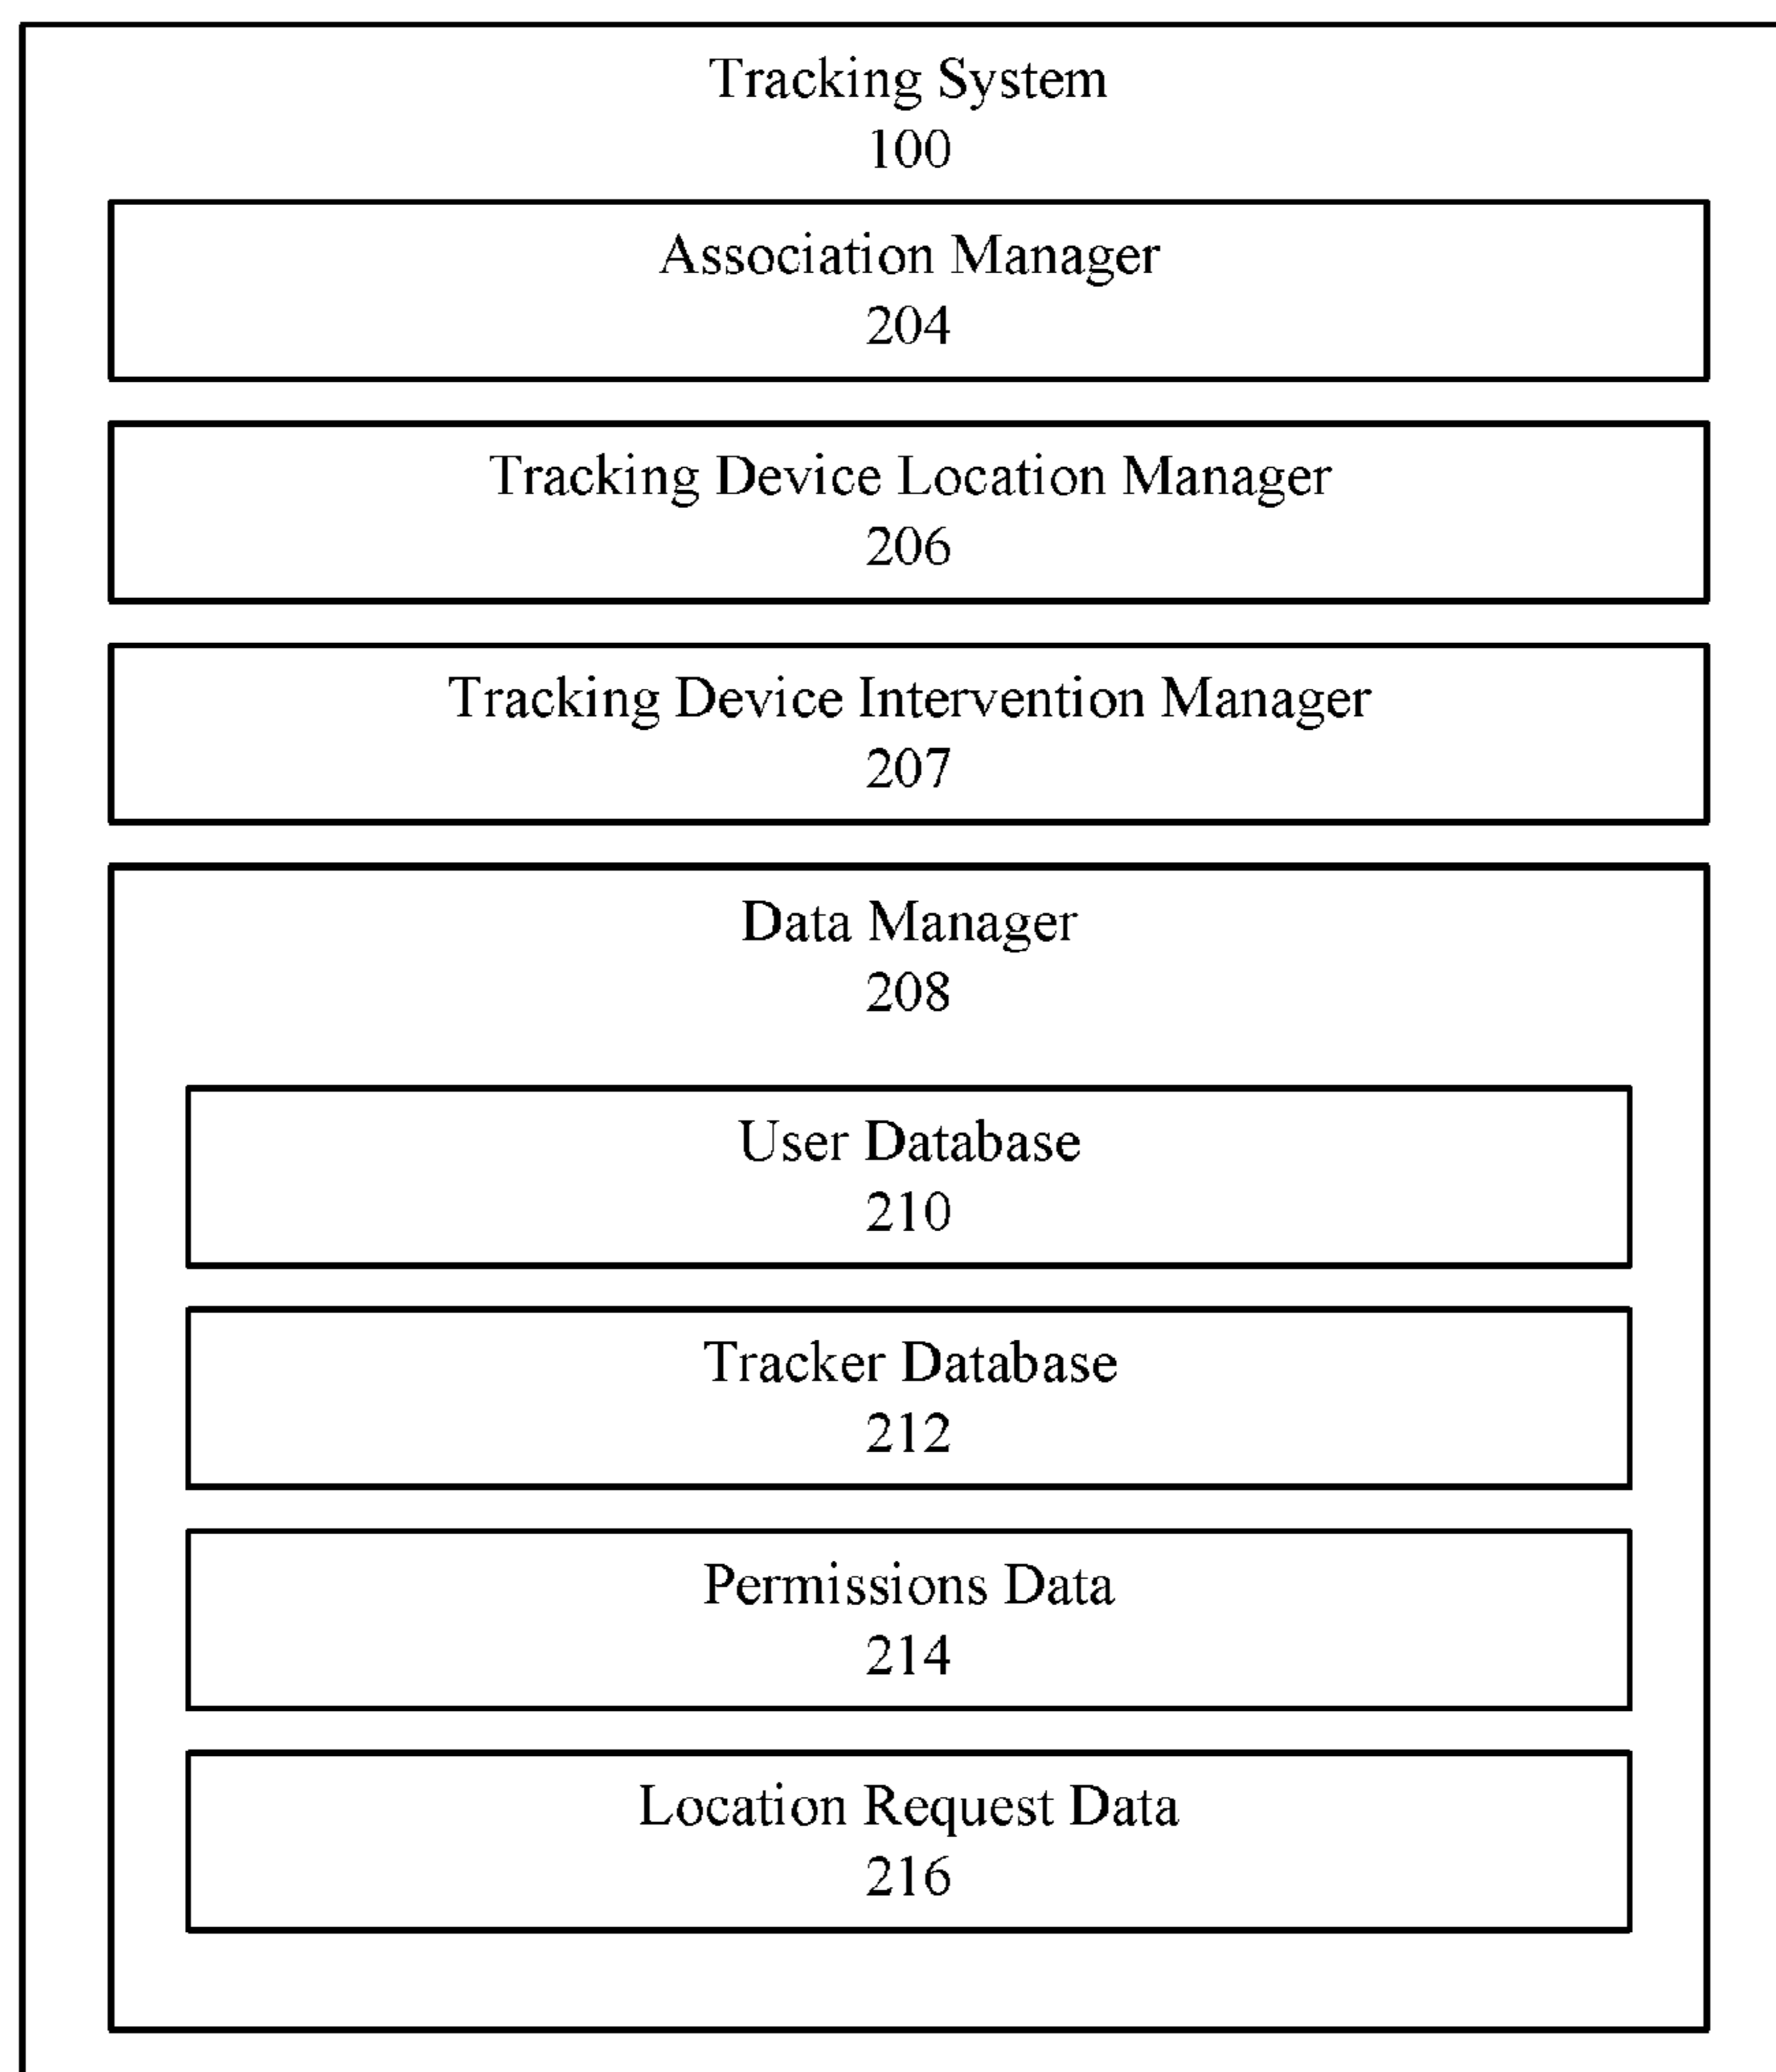 Tracking System
100
Association Manager
204
Tracking Device Location Manager
206
Tracking Device Intervention Manager
207
Data Manager
208
User Database
210
Tracker Database
212
Permissions Data
214
Location Request Data
216